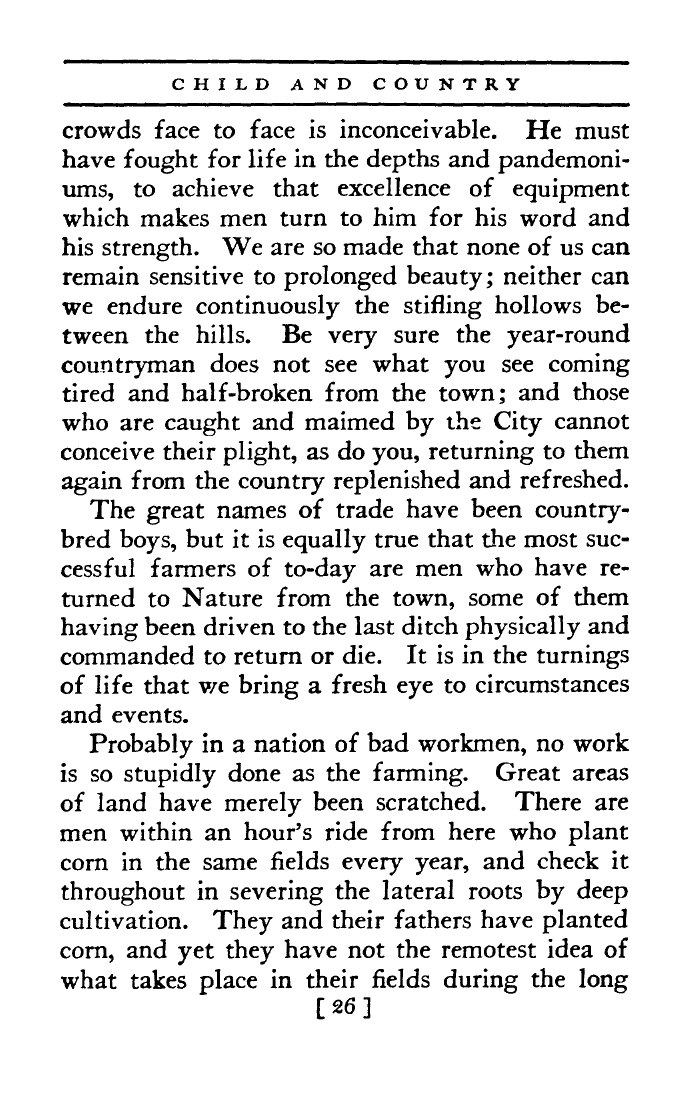 CHILD AND COUNTRY
crowds face to face is inconceivable. He must
have fought for life in the depths and pandemoni-
ums, to achieve that excellence of equipment
which makes men turn to him for his word and
his strength. We are so made that none of us can
remain sensitive to prolonged beauty; neither can
we endure continuously the stifling hollows be-
tween the hills. Be very sure the year-round
countryman does not see what you see coming
tired and half-broken from the town; and those
who are caught and maimed by the City cannot
conceive their plight, as do you, returning to them
again from the country replenished and refreshed.
The great names of trade have been country-
bred boys, but it is equally true that the most suc-
cessful farmers of to-day are men who have re-
turned to Nature from the town, some of them
having been driven to the last ditch physically and
commanded to return or die. It is in the turnings
of life that we bring a fresh eye to circumstances
and events.
Probably in a nation of bad workmen, no work
is so stupidly done as the farming. Great areas
of land have merely been scratched. There are
men within an hour's ride from here who plant
corn in the same fields every year, and check it
throughout in severing the lateral roots by deep
cultivation. They and their fathers have planted
corn, and yet they have not the remotest idea of
what takes place in their fields during the long
[ 26 ]